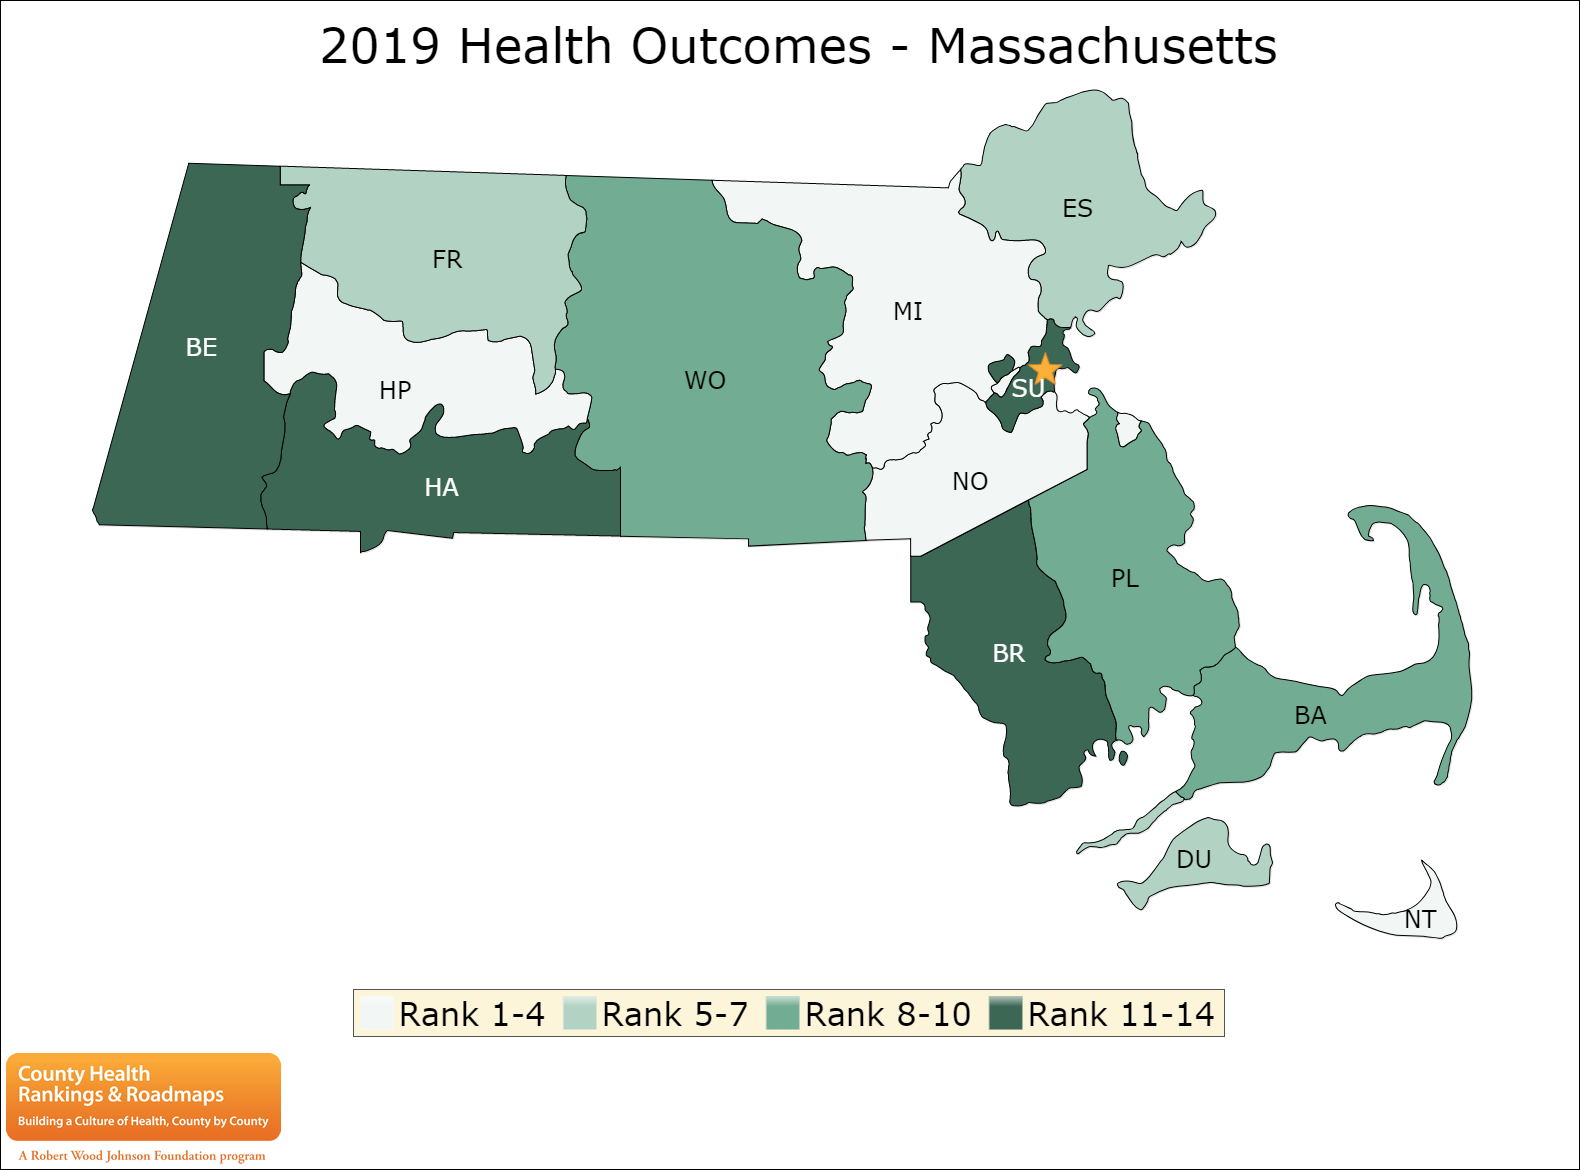 2019 Health Outcomes - Massachusetts
ES
FR
MI
BE
WO
HP
SU
HA
NO
PL
BR
BA
DU
NT
Rank 1-4 Rank 5-7 Rank 8-10 Rank 11-14
County Health
Rankings & Roadmaps
Building a Culture of Health, County by County
A Robert Wood Johnson Foundation program